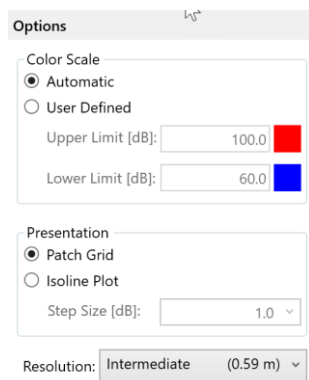 Options
Color Scale
Automatic
User Defined
Upper Limit [dB]: 100.0
Lower Limit [dB]: 60.0
Presentation
Patch Grid
Isoline Plot
Step Size [dB]: 1.0
Resolution: Intermediate (0.59 m)